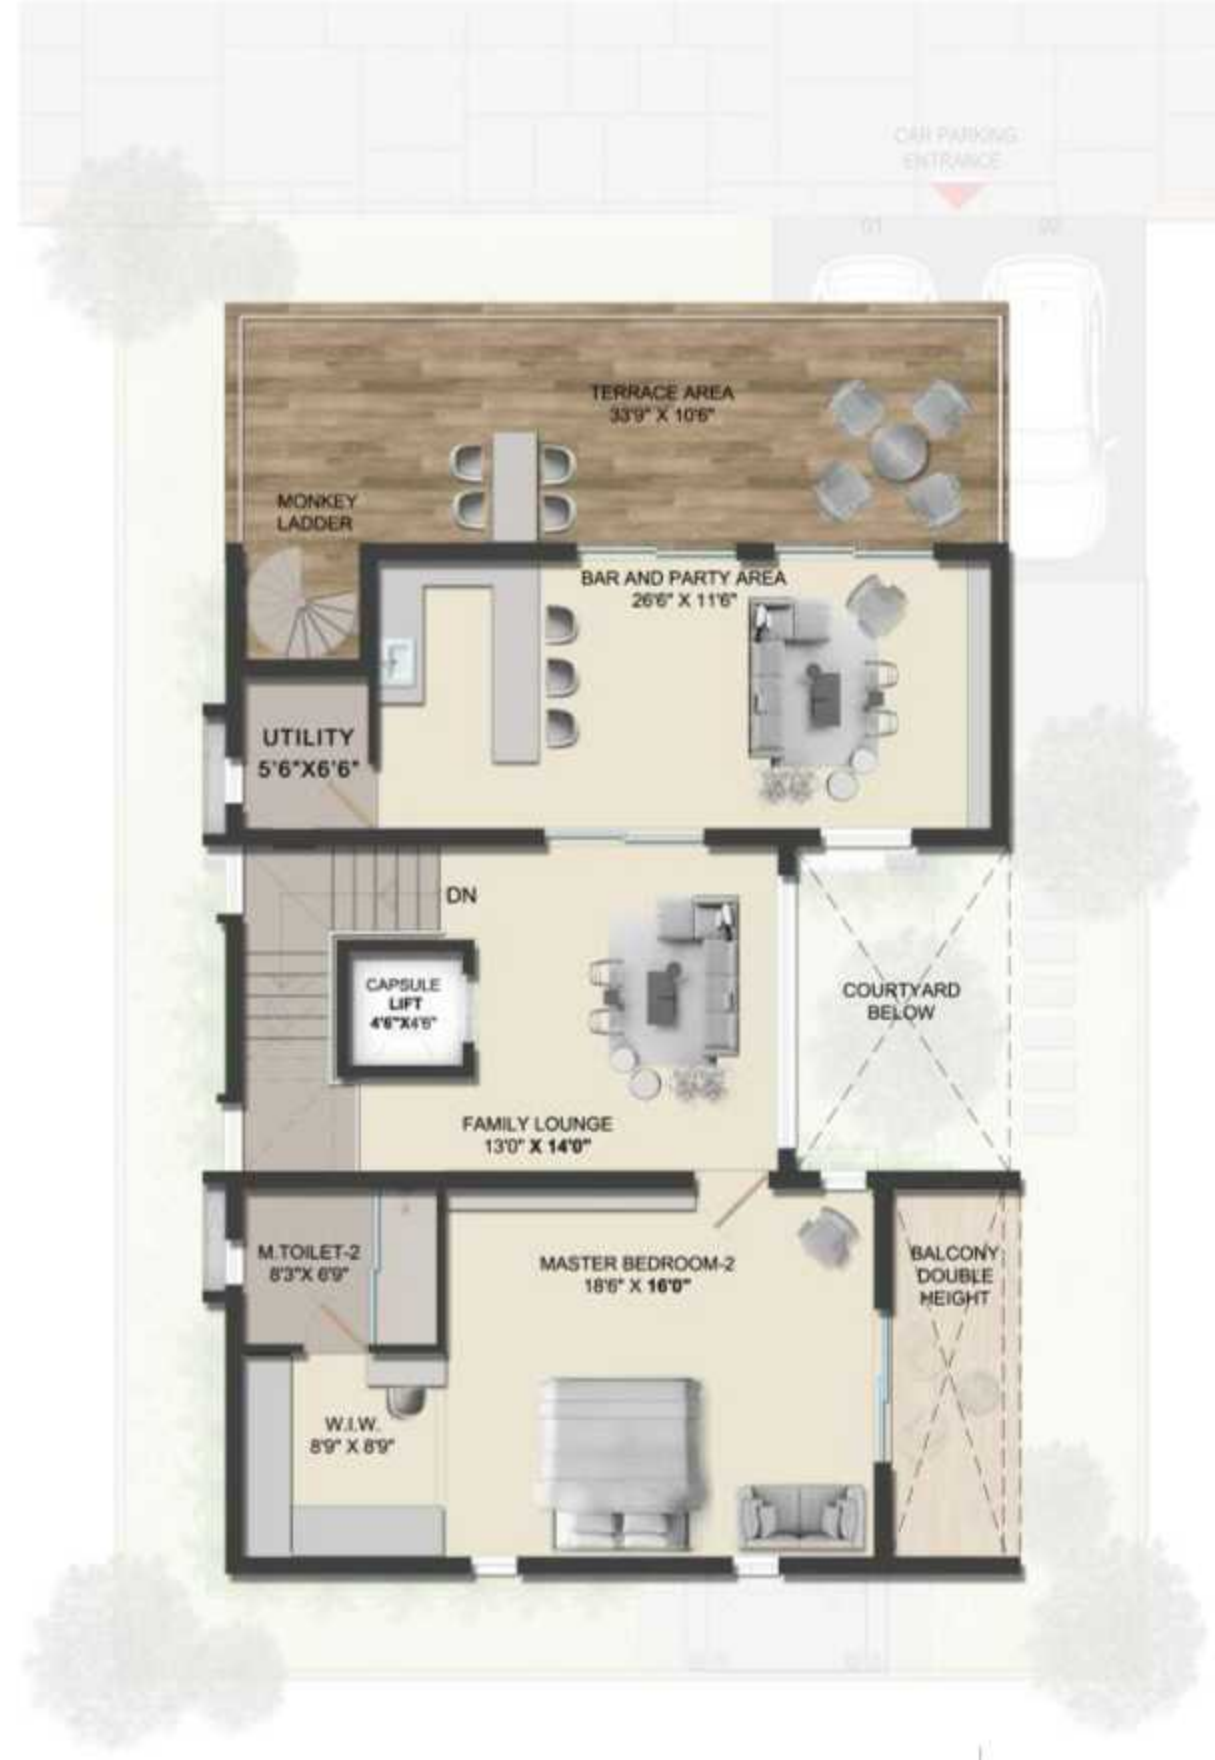 CAR PARKING
ENTRANCE
01
02
TERRACE AREA
33'9" X 10'6"
MONKEY
LADDER
BAR AND PARTY AREA
26'6" X 11'6"
UTILITY
5'6"X6'6"
DN
CAPSULE
LIFT
4'6"X4'6"
COURTYARD
BELOW
FAMILY LOUNGE
13'0" X 14'0"
M.TOILET-2
8'3"X 6'9"
MASTER BEDROOM-2
18'6" X 16'0"
BALCONY
DOUBLE
HEIGHT
W.I.W.
8'9" X 8'9"